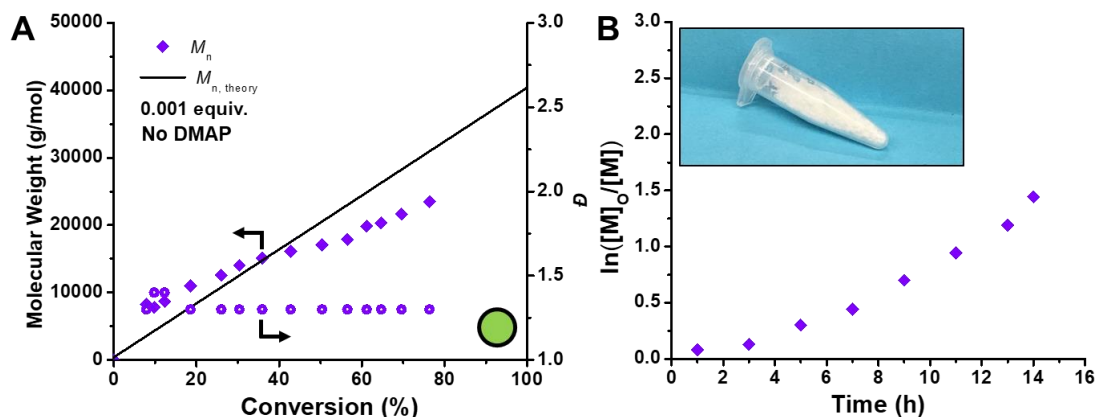 A
50000
40000
30000
20000
10000
0
Molecular Weight (g/mol)
Mn
Mn, theory
0.001 equiv.
No DMAP
3.0
2.5
2.0
1.5
1.0
Đ
0 20 40 60 80 100
Conversion (%)
B
3.0
2.5
2.0
1.5
1.0
0.5
0.0
ln([M]O/[M]
0 2 4 6 8 10 12 14 16
Time (h)